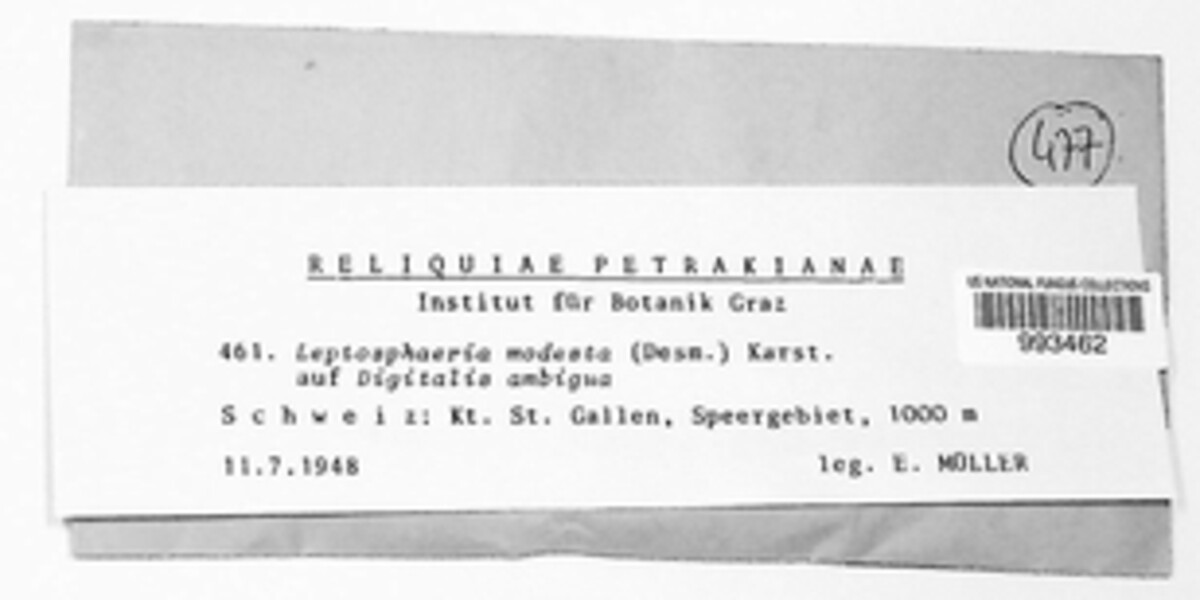 477
RELIQUIAE PETRAKIANAE
Institut für Botanik Graz
US NATIONAL FUNGUS COLLECTIONS
993462
461. Leptosphaeria modesta (Desm.) Karst.
auf Digitalis ambigua
Schweiz: Kt. St. Gallen, Speergebiet, 1000 m
11.7.1948 leg. E. MÜLLER